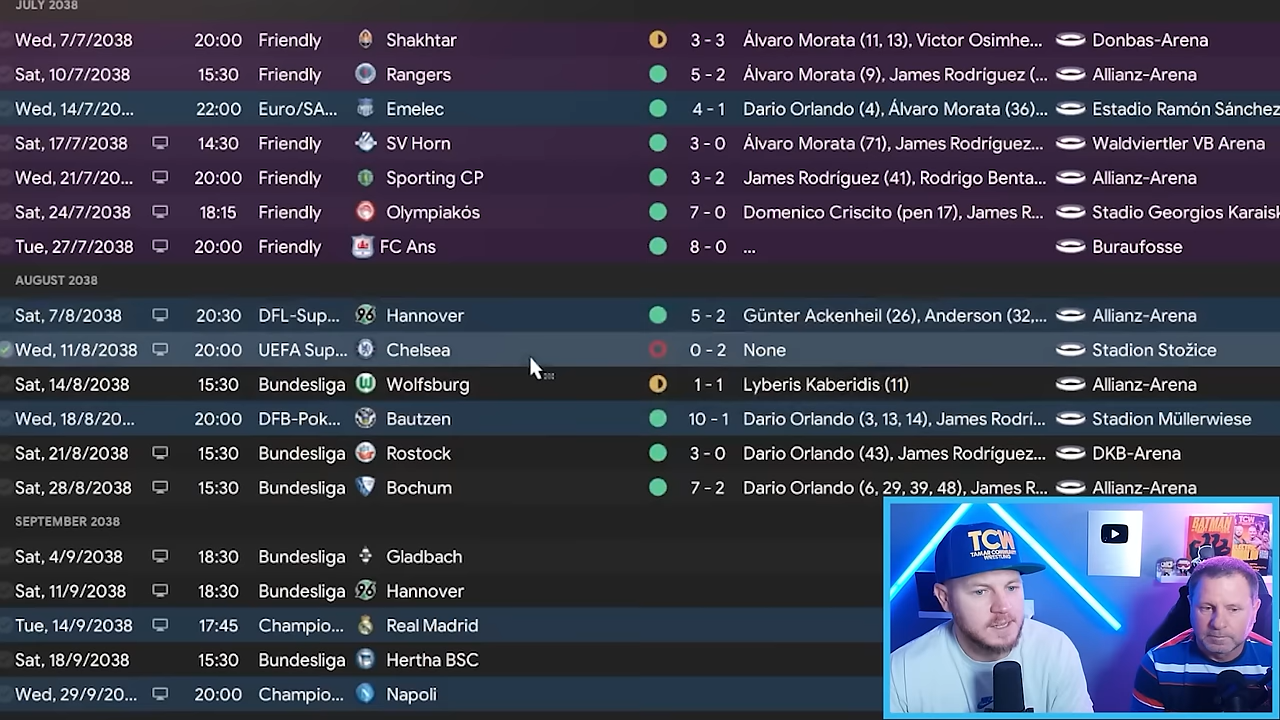 JULY 2038
Wed, 7/7/2038 20:00 Friendly Shakhtar 3 - 3 Álvaro Morata (11, 13), Victor Osimhe... Donbas-Arena
Sat, 10/7/2038 15:30 Friendly Rangers 5 - 2 Álvaro Morata (9), James Rodríguez (... Allianz-Arena
Wed, 14/7/20... 22:00 Euro/SA... Emelec 4 - 1 Dario Orlando (4), Álvaro Morata (36)... Estadio Ramón Sánchez
Sat, 17/7/2038 14:30 Friendly SV Horn 3 - 0 Álvaro Morata (71), James Rodríguez... Waldviertler VB Arena
Wed, 21/7/20... 20:00 Friendly Sporting CP 3 - 2 James Rodríguez (41), Rodrigo Benta... Allianz-Arena
Sat, 24/7/2038 18:15 Friendly Olympiakós 7 - 0 Domenico Criscito (pen 17), James R... Stadio Georgios Karaisk
Tue, 27/7/2038 20:00 Friendly FC Ans 8 - 0 ... Buraufosse
AUGUST 2038
Sat, 7/8/2038 20:30 DFL-Sup... Hannover 5 - 2 Günter Ackenheil (26), Anderson (32,... Allianz-Arena
Wed, 11/8/2038 20:00 UEFA Sup... Chelsea 0 - 2 None Stadion Stožice
Sat, 14/8/2038 15:30 Bundesliga Wolfsburg 1 - 1 Lyberis Kaberidis (11) Allianz-Arena
Wed, 18/8/20... 20:00 DFB-Pok... Bautzen 10 - 1 Dario Orlando (3, 13, 14), James Rodrí... Stadion Müllerwiese
Sat, 21/8/2038 15:30 Bundesliga Rostock 3 - 0 Dario Orlando (43), James Rodríguez... DKB-Arena
Sat, 28/8/2038 15:30 Bundesliga Bochum 7 - 2 Dario Orlando (6, 29, 39, 48), James R... Allianz-Arena
SEPTEMBER 2038
Sat, 4/9/2038 18:30 Bundesliga Gladbach
Sat, 11/9/2038 18:30 Bundesliga Hannover
Tue, 14/9/2038 17:45 Champio... Real Madrid
Sat, 18/9/2038 15:30 Bundesliga Hertha BSC
Wed, 29/9/20... 20:00 Champio... Napoli
TCW
BATMAN
TCW